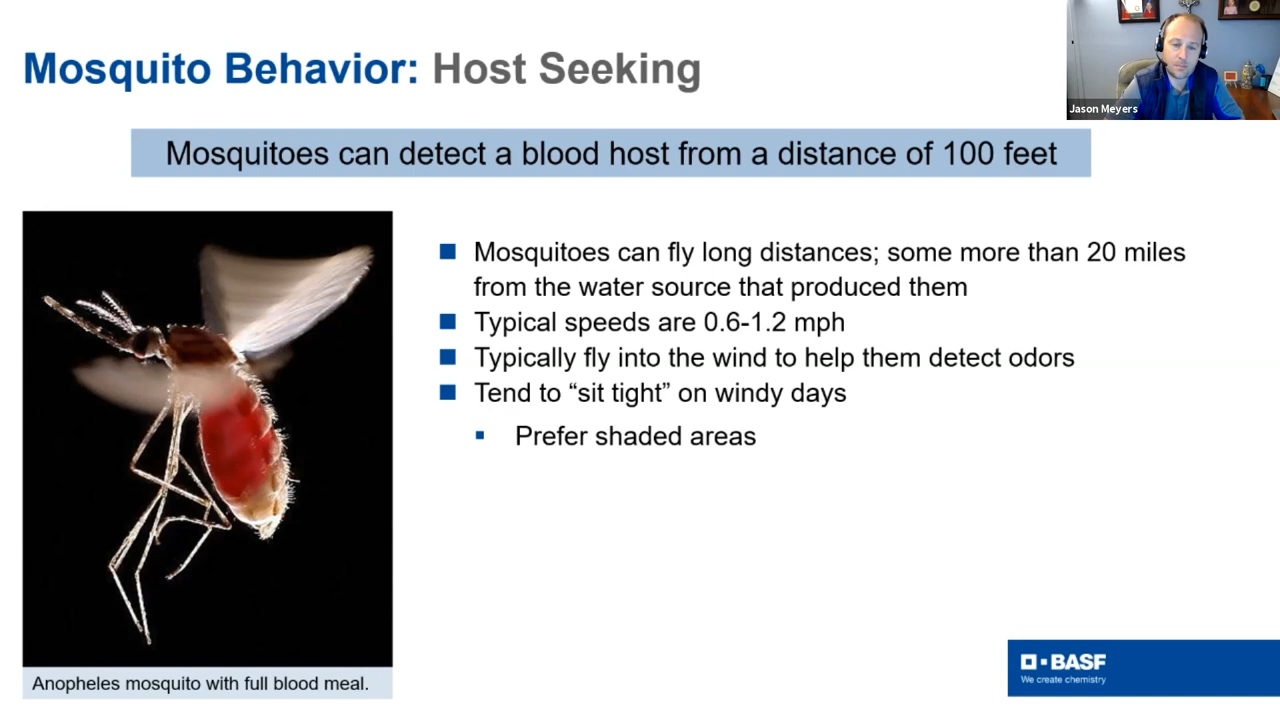 Mosquito Behavior: Host Seeking
Jason Meyers
Mosquitoes can detect a blood host from a distance of 100 feet
Mosquitoes can fly long distances; some more than 20 miles
from the water source that produced them
Typical speeds are 0.6-1.2 mph
Typically fly into the wind to help them detect odors
Tend to “sit tight” on windy days
Prefer shaded areas
Anopheles mosquito with full blood meal.
BASF
We create chemistry